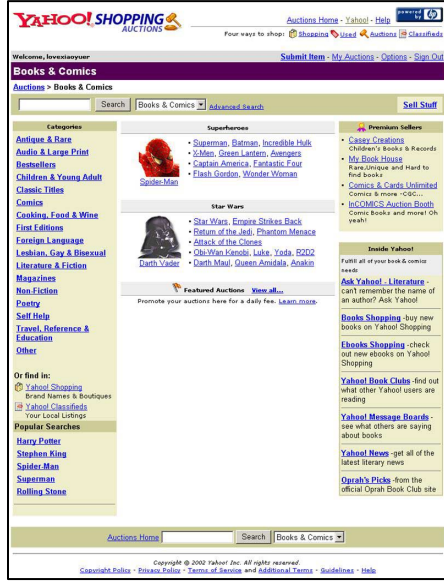 YAHOO! SHOPPING
AUCTIONS
Auctions Home - Yahoo! - Help
powered by hp
Four ways to shop: Shopping Used Auctions Classifieds
Welcome, lovexiaoyuer
Submit Item - My Auctions - Options - Sign Out
Books & Comics
Auctions > Books & Comics
Search Books & Comics Advanced Search
Sell Stuff
Categories
Antique & Rare
Audio & Large Print
Bestsellers
Children & Young Adult
Classic Titles
Comics
Cooking, Food & Wine
First Editions
Foreign Language
Lesbian, Gay & Bisexual
Literature & Fiction
Magazines
Non-Fiction
Poetry
Self Help
Travel, Reference &
Education
Other
Or find in:
Yahoo! Shopping
Brand Names & Boutiques
Yahoo! Classifieds
Your Local Listings
Popular Searches
Harry Potter
Stephen King
Spider-Man
Superman
Rolling Stone
Superheroes
Spider-Man
• Superman, Batman, Incredible Hulk
• X-Men, Green Lantern, Avengers
• Captain America, Fantastic Four
• Flash Gordon, Wonder Woman
Star Wars
Darth Vader
• Star Wars, Empire Strikes Back
• Return of the Jedi, Phantom Menace
• Attack of the Clones
• Obi-Wan Kenobi, Luke, Yoda, R2D2
• Darth Maul, Queen Amidala, Anakin
Featured Auctions View all...
Promote your auctions here for a daily fee. Learn more.
Premium Sellers
• Casey Creations
Children's Books & Records
• My Book House
Rare,Unique and Hard to
find books
• Comics & Cards Unlimited
Comics & more -CGC...
• InCOMICS Auction Booth
Comic Books and more! Oh
yeah!
Inside Yahoo!
Fulfill all of your book & comics
needs
Ask Yahoo! - Literature -
can't remember the name of
an author? Ask Yahoo!
Books Shopping -buy new
books on Yahoo! Shopping
Ebooks Shopping -check
out new ebooks on Yahoo!
Shopping
Yahoo! Book Clubs -find out
what other Yahoo! users are
reading
Yahoo! Message Boards -
see what others are saying
about books
Yahoo! News -get all of the
latest literary news
Oprah's Picks -from the
official Oprah Book Club site
Auctions Home Search Books & Comics
Copyright © 2002 Yahoo! Inc. All rights reserved.
Copyright Policy - Privacy Policy - Terms of Service and Additional Terms - Guidelines - Help